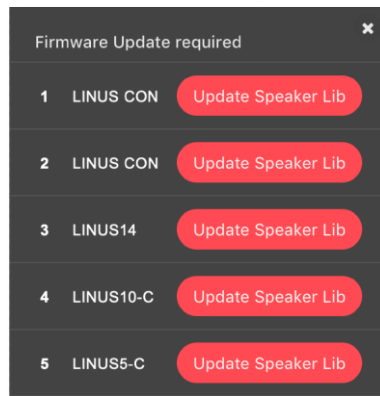 Firmware Update required
1 LINUS CON Update Speaker Lib
2 LINUS CON Update Speaker Lib
3 LINUS14 Update Speaker Lib
4 LINUS10-C Update Speaker Lib
5 LINUS5-C Update Speaker Lib